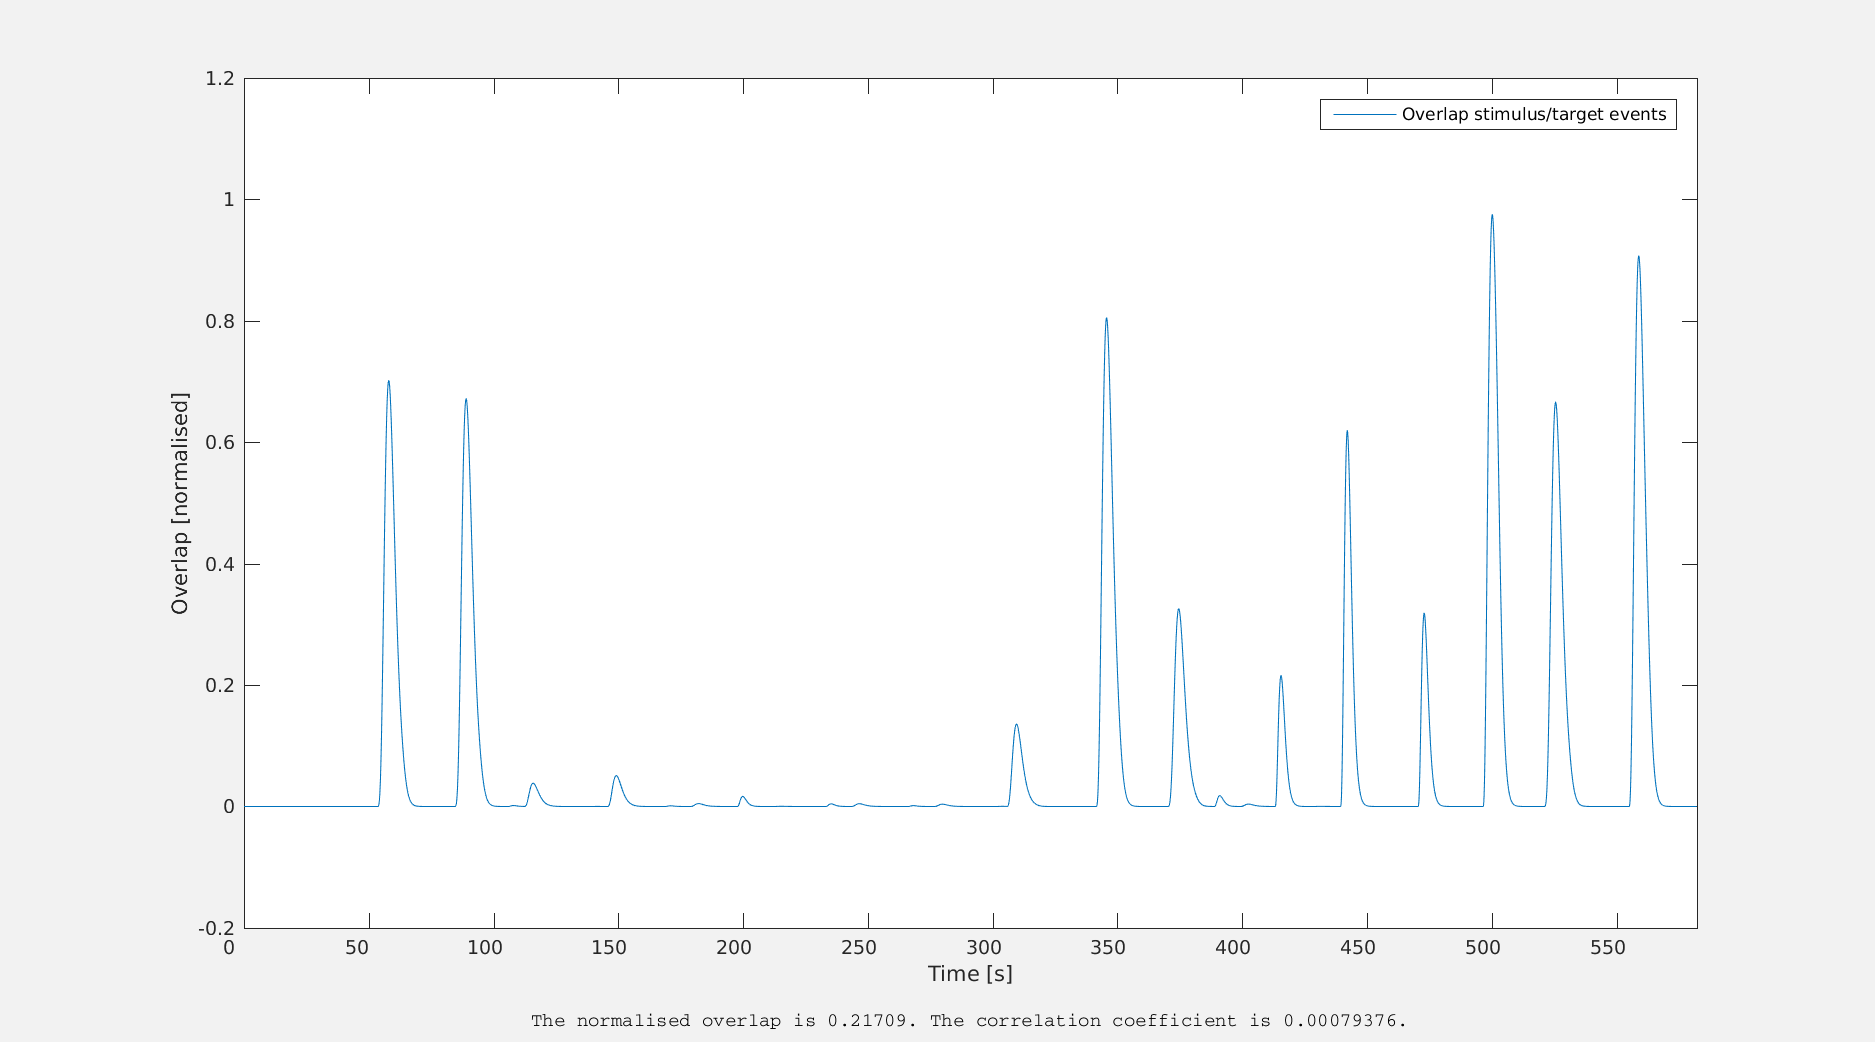 1.2
Overlap stimulus/target events
1
0.8
0.6
0.4
0.2
0
-0.2
Overlap [normalised]
0 50 100 150 200 250 300 350 400 450 500 550
Time [s]
The normalised overlap is 0.21709. The correlation coefficient is 0.00079376.